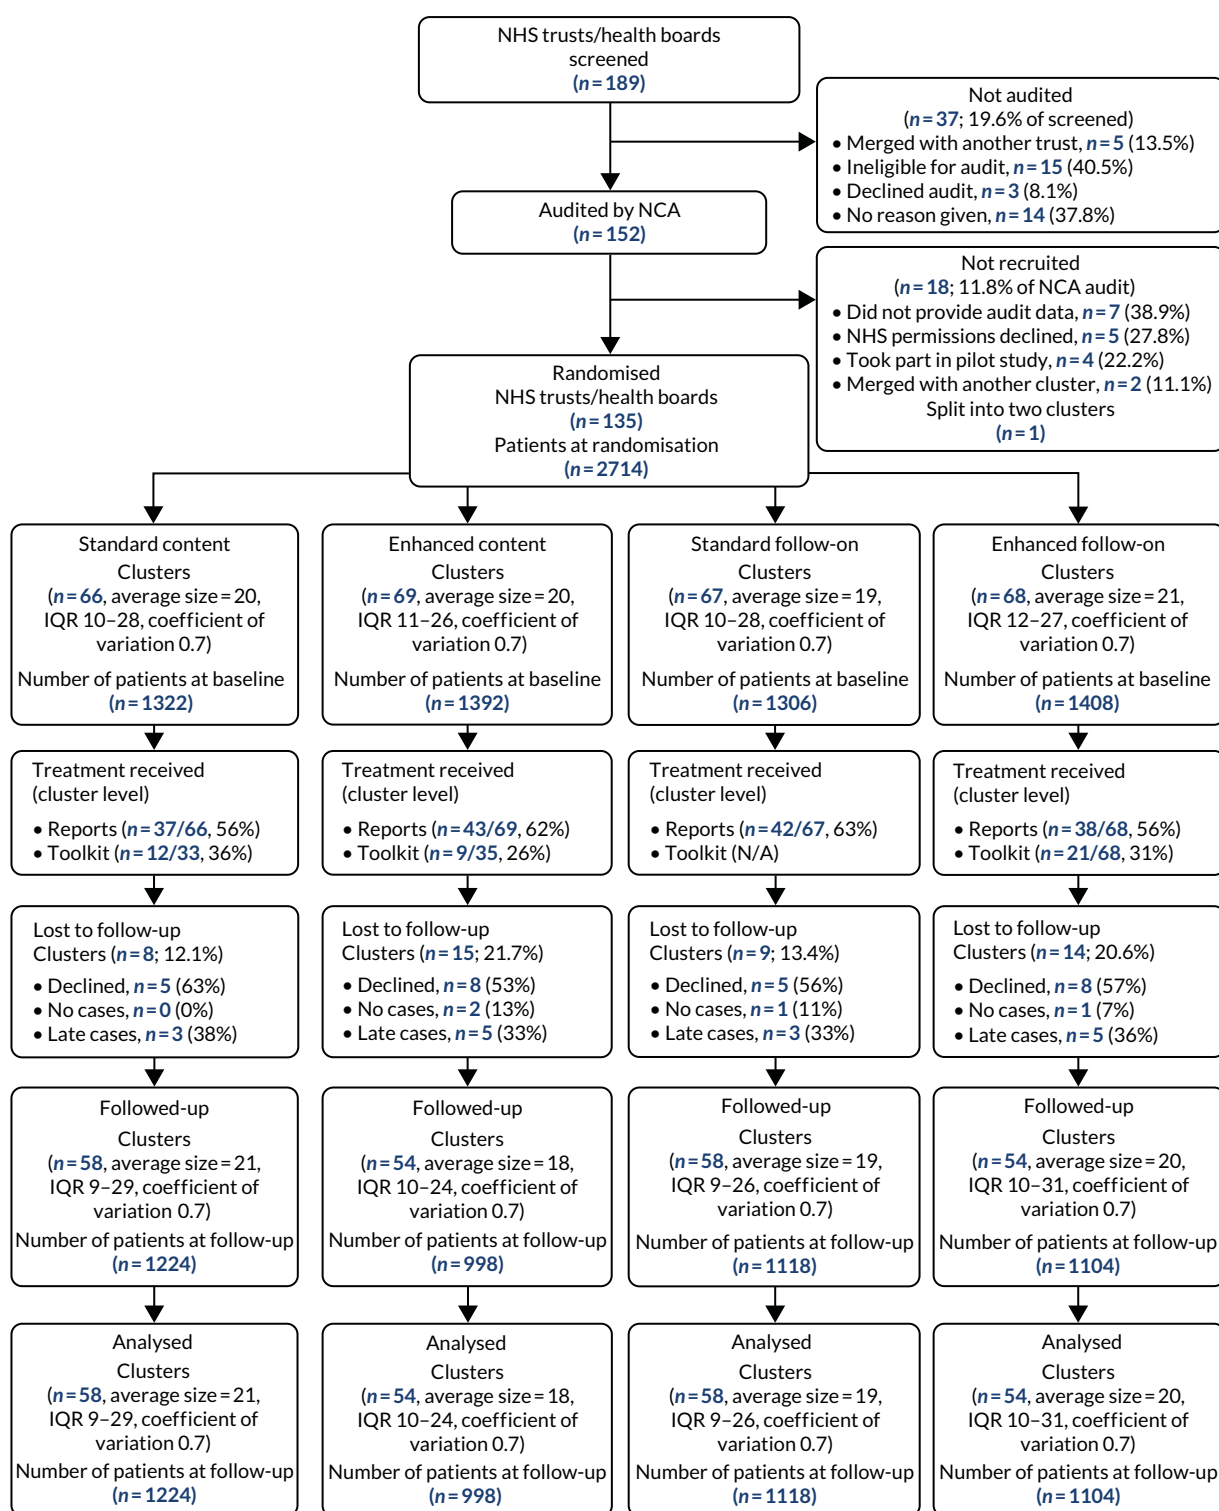 NHS trusts/health boards
screened
(n=189)
Not audited
(n=37; 19.6% of screened)
• Merged with another trust, n=5 (13.5%)
• Ineligible for audit, n=15 (40.5%)
• Declined audit, n=3 (8.1%)
• No reason given, n=14 (37.8%)
Audited by NCA
(n=152)
Not recruited
(n=18; 11.8% of NCA audit)
• Did not provide audit data, n=7 (38.9%)
• NHS permissions declined, n=5 (27.8%)
• Took part in pilot study, n=4 (22.2%)
• Merged with another cluster, n=2 (11.1%)
Split into two clusters
(n=1)
Randomised
NHS trusts/health boards
(n=135)
Patients at randomisation
(n=2714)
Standard content
Clusters
(n=66, average size=20,
IQR 10–28, coefficient of
variation 0.7)
Number of patients at baseline
(n=1322)
Enhanced content
Clusters
(n=69, average size=20,
IQR 11–26, coefficient of
variation 0.7)
Number of patients at baseline
(n=1392)
Standard follow-on
Clusters
(n=67, average size=19,
IQR 10–28, coefficient of
variation 0.7)
Number of patients at baseline
(n=1306)
Enhanced follow-on
Clusters
(n=68, average size=21,
IQR 12–27, coefficient of
variation 0.7)
Number of patients at baseline
(n=1408)
Treatment received
(cluster level)
• Reports (n=37/66, 56%)
• Toolkit (n=12/33, 36%)
Treatment received
(cluster level)
• Reports (n=43/69, 62%)
• Toolkit (n=9/35, 26%)
Treatment received
(cluster level)
• Reports (n=42/67, 63%)
• Toolkit (N/A)
Treatment received
(cluster level)
• Reports (n=38/68, 56%)
• Toolkit (n=21/68, 31%)
Lost to follow-up
Clusters (n=8; 12.1%)
• Declined, n=5 (63%)
• No cases, n=0 (0%)
• Late cases, n=3 (38%)
Lost to follow-up
Clusters (n=15; 21.7%)
• Declined, n=8 (53%)
• No cases, n=2 (13%)
• Late cases, n=5 (33%)
Lost to follow-up
Clusters (n=9; 13.4%)
• Declined, n=5 (56%)
• No cases, n=1 (11%)
• Late cases, n=3 (33%)
Lost to follow-up
Clusters (n=14; 20.6%)
• Declined, n=8 (57%)
• No cases, n=1 (7%)
• Late cases, n=5 (36%)
Followed-up
Clusters
(n=58, average size=21,
IQR 9–29, coefficient of
variation 0.7)
Number of patients at follow-up
(n=1224)
Followed-up
Clusters
(n=54, average size=18,
IQR 10–24, coefficient of
variation 0.7)
Number of patients at follow-up
(n=998)
Followed-up
Clusters
(n=58, average size=19,
IQR 9–26, coefficient of
variation 0.7)
Number of patients at follow-up
(n=1118)
Followed-up
Clusters
(n=54, average size=20,
IQR 10–31, coefficient of
variation 0.7)
Number of patients at follow-up
(n=1104)
Analysed
Clusters
(n=58, average size=21,
IQR 9–29, coefficient of
variation 0.7)
Number of patients at follow-up
(n=1224)
Analysed
Clusters
(n=54, average size=18,
IQR 10–24, coefficient of
variation 0.7)
Number of patients at follow-up
(n=998)
Analysed
Clusters
(n=58, average size=19,
IQR 9–26, coefficient of
variation 0.7)
Number of patients at follow-up
(n=1118)
Analysed
Clusters
(n=54, average size=20,
IQR 10–31, coefficient of
variation 0.7)
Number of patients at follow-up
(n=1104)